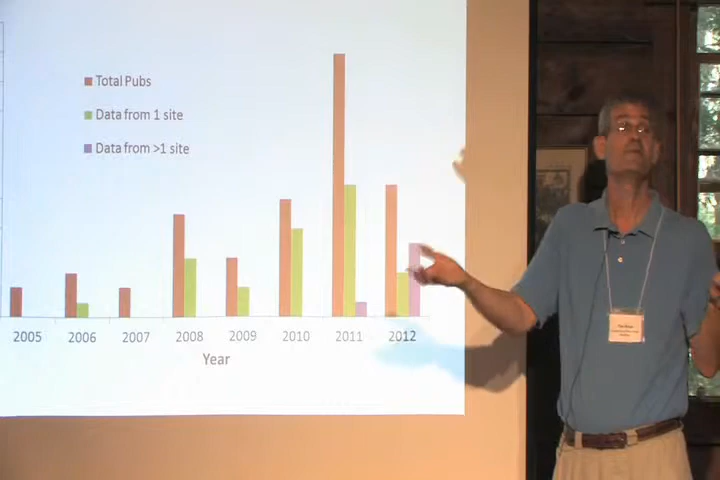 Total Pubs
Data from 1 site
Data from >1 site
2005 2006 2007 2008 2009 2010 2011 2012
Year